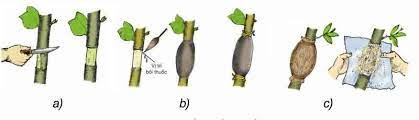 Vị trí
bôi thuốc
a)
b)
c)